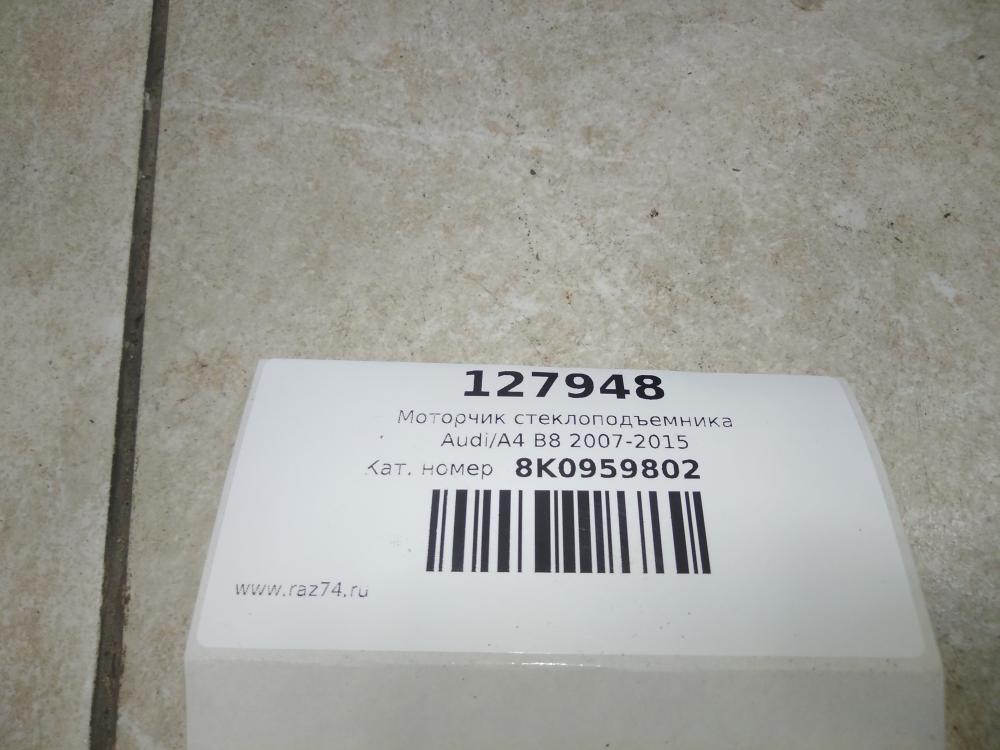 127948
Моторчик стеклоподъемника
Audi/A4 B8 2007-2015
Кат. номер 8K0959802
www.raz74.ru